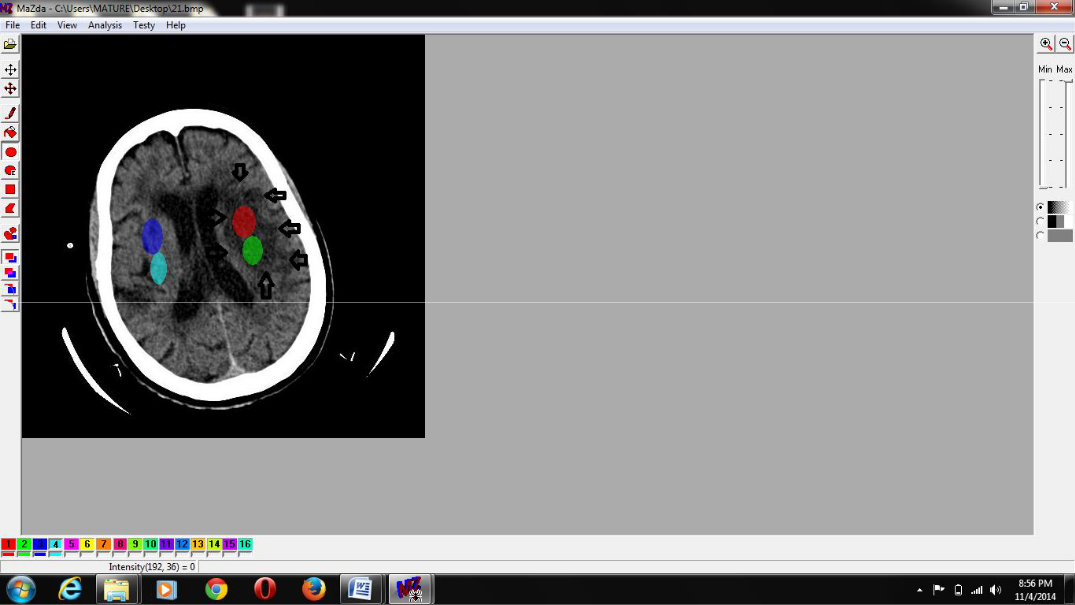 MaZda - C:\Users\MATURE\Desktop\21.bmp
File Edit View Analysis Testy Help
Min Max
1 2 3 4 5 6 7 8 9 10 11 12 13 14 15 16
Intensity(192, 36) = 0
8:56 PM
11/4/2014